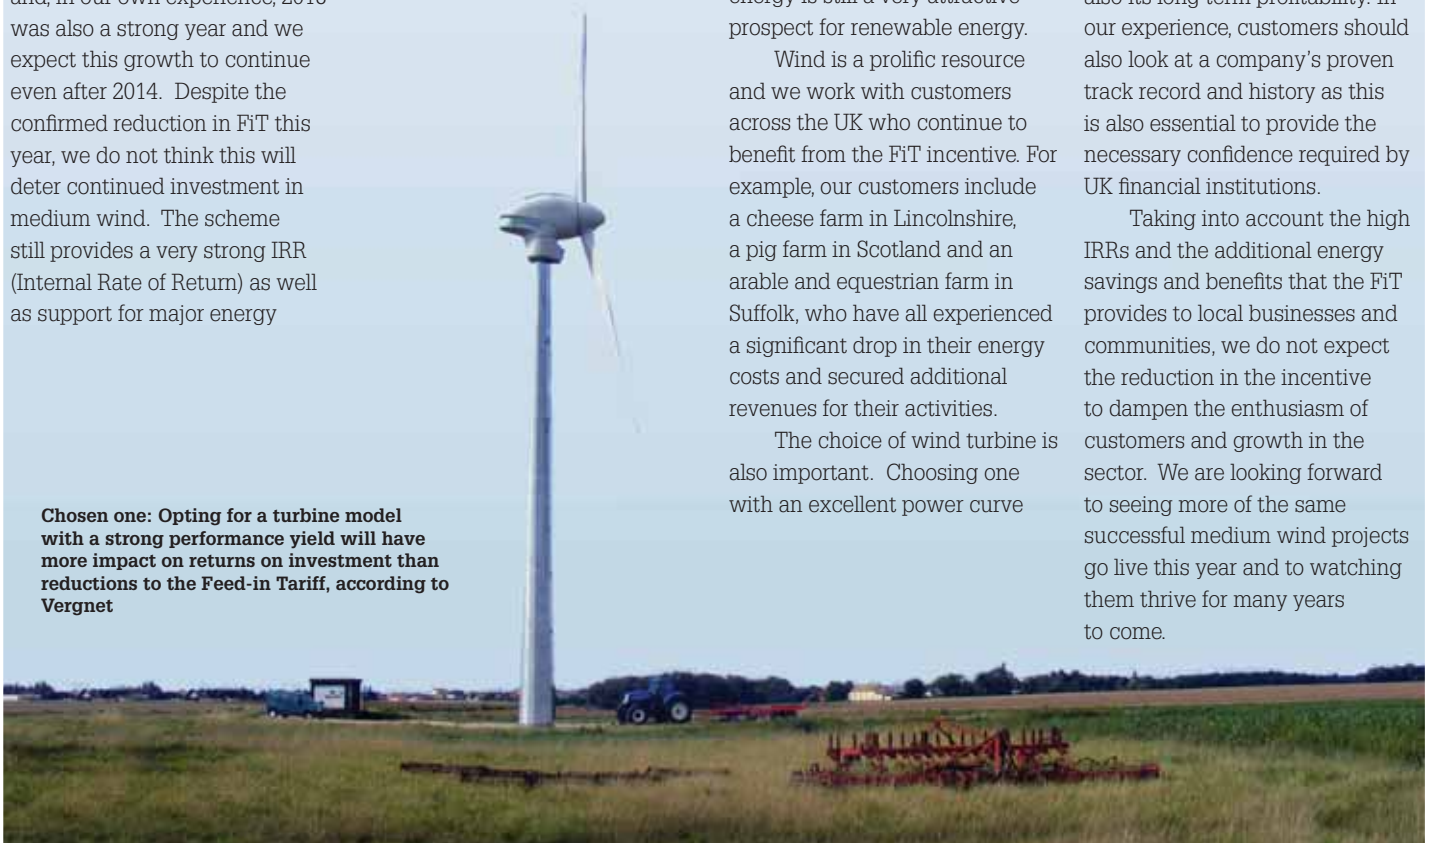 was also a strong year and we
expect this growth to continue
even after 2014.  Despite the
confirmed reduction in FiT this
year, we do not think this will
deter continued investment in
medium wind.  The scheme
still provides a very strong IRR
(Internal Rate of Return) as well
as support for major energy
Chosen one: Opting for a turbine model
with a strong performance yield will have
more impact on returns on investment than
reductions to the Feed-in Tariff, according to
Vergnet
energy is still a very attractive
prospect for renewable energy.
Wind is a prolific resource
and we work with customers
across the UK who continue to
benefit from the FiT incentive. For
example, our customers include
a cheese farm in Lincolnshire,
a pig farm in Scotland and an
arable and equestrian farm in
Suffolk, who have all experienced
a significant drop in their energy
costs and secured additional
revenues for their activities.
The choice of wind turbine is
also important.  Choosing one
with an excellent power curve
also its long term profitability. In
our experience, customers should
also look at a company's proven
track record and history as this
is also essential to provide the
necessary confidence required by
UK financial institutions.
Taking into account the high
IRRs and the additional energy
savings and benefits that the FiT
provides to local businesses and
communities, we do not expect
the reduction in the incentive
to dampen the enthusiasm of
customers and growth in the
sector.  We are looking forward
to seeing more of the same
successful medium wind projects
go live this year and to watching
them thrive for many years
to come.